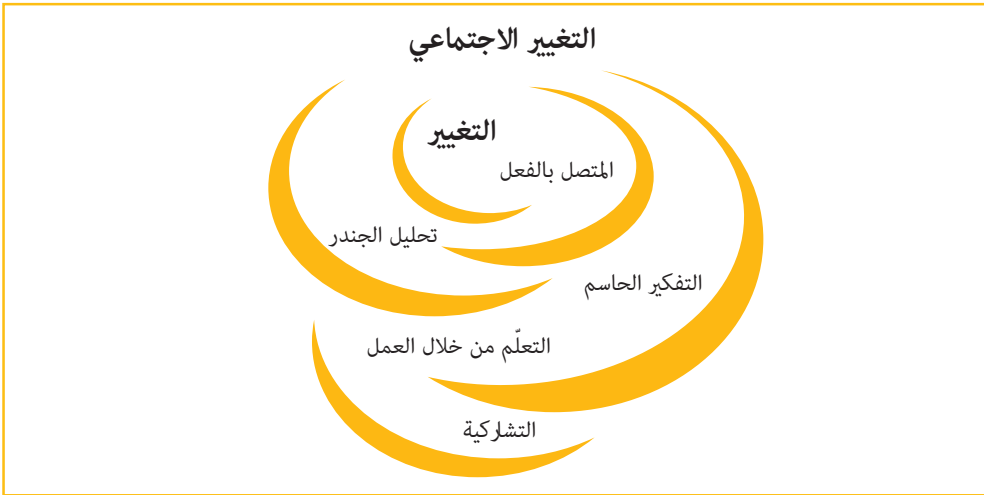 التغيير الاجتماعي
التغيير
المتصل بالفعل
تحليل الجندر
التفكير الحاسم
التعلّم من خلال العمل
التشاركية